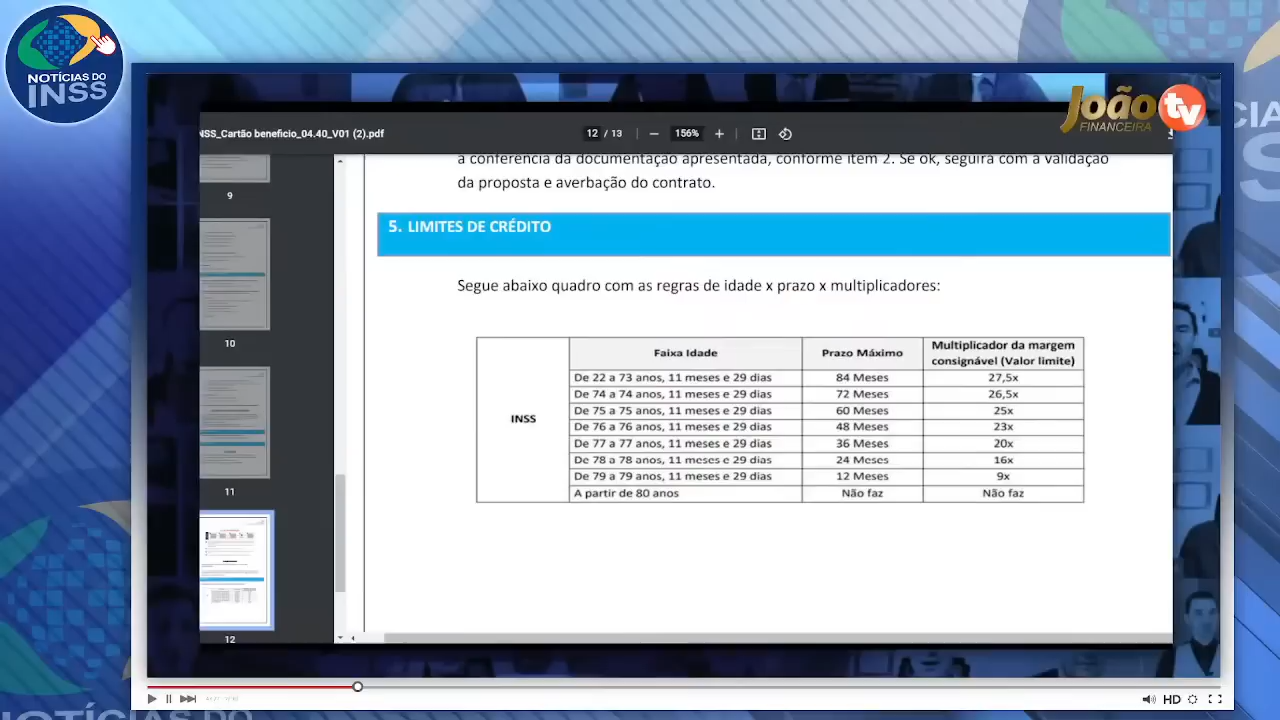 NOTÍCIAS DO
INSS
João
tv
FINANCEIRA
NSS_Cartão beneficio_04.40_V01 (2).pdf
12 / 13
156%
a conferência da documentação apresentada, conforme item 2. Se ok, seguirá com a validação
da proposta e averbação do contrato.
9
10
11
12
5. LIMITES DE CRÉDITO
Segue abaixo quadro com as regras de idade x prazo x multiplicadores:
INSS
Faixa Idade Prazo Máximo Multiplicador da margem
consignável (Valor limite)
De 22 a 73 anos, 11 meses e 29 dias 84 Meses 27,5x
De 74 a 74 anos, 11 meses e 29 dias 72 Meses 26,5x
De 75 a 75 anos, 11 meses e 29 dias 60 Meses 25x
De 76 a 76 anos, 11 meses e 29 dias 48 Meses 23x
De 77 a 77 anos, 11 meses e 29 dias 36 Meses 20x
De 78 a 78 anos, 11 meses e 29 dias 24 Meses 16x
De 79 a 79 anos, 11 meses e 29 dias 12 Meses 9x
A partir de 80 anos Não faz Não faz
HD
NOTÍCIAS DO